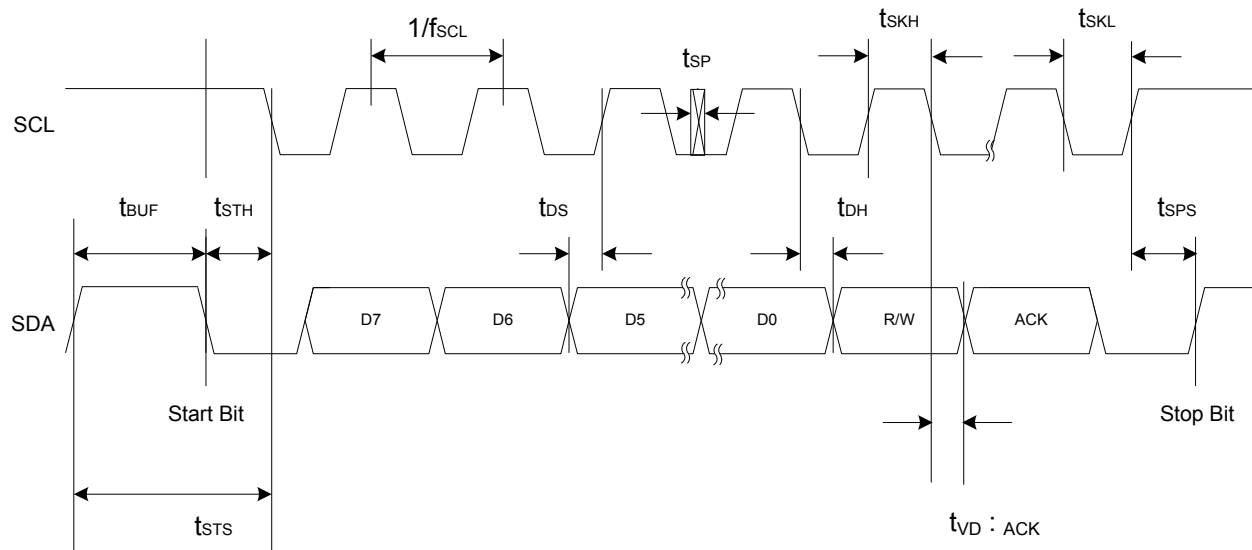 1/fSCL
tSP
tSKH
tSKL
SCL
tBUF
tSTH
tDS
tDH
tSPS
SDA
D7
D6
D5
D0
R/W
ACK
Start Bit
Stop Bit
tSTS
tVD : ACK